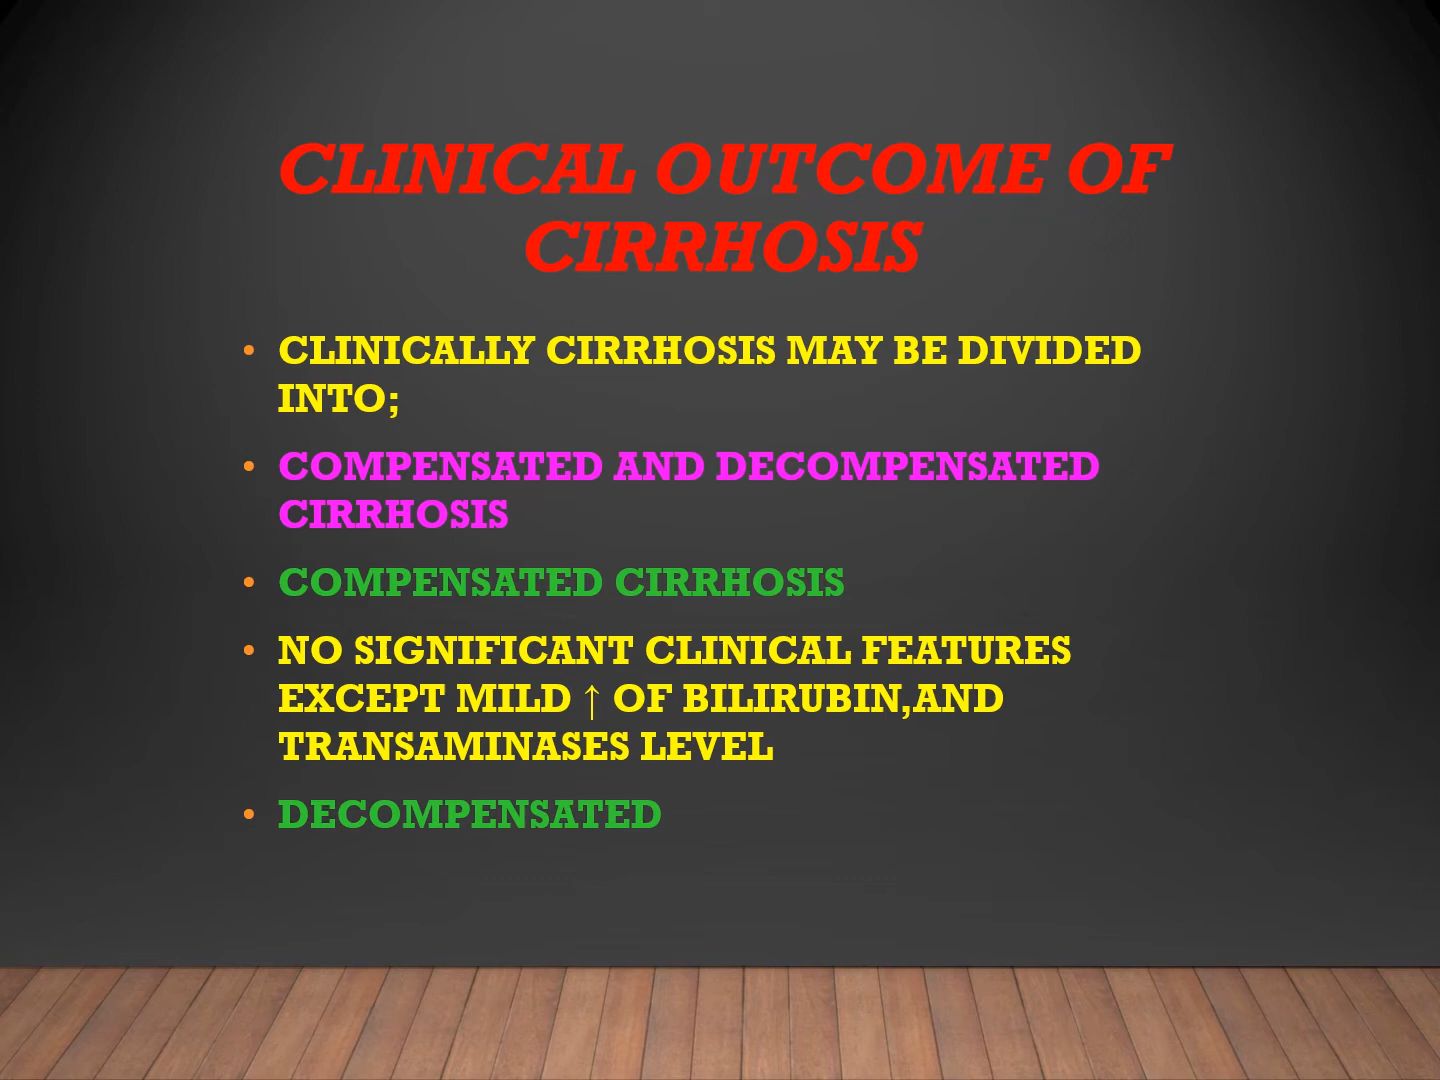 CLINICAL OUTCOME OF
CIRRHOSIS
• CLINICALLY CIRRHOSIS MAY BE DIVIDED
INTO;
• COMPENSATED AND DECOMPENSATED
CIRRHOSIS
• COMPENSATED CIRRHOSIS
• NO SIGNIFICANT CLINICAL FEATURES
EXCEPT MILD ↑ OF BILIRUBIN,AND
TRANSAMINASES LEVEL
• DECOMPENSATED